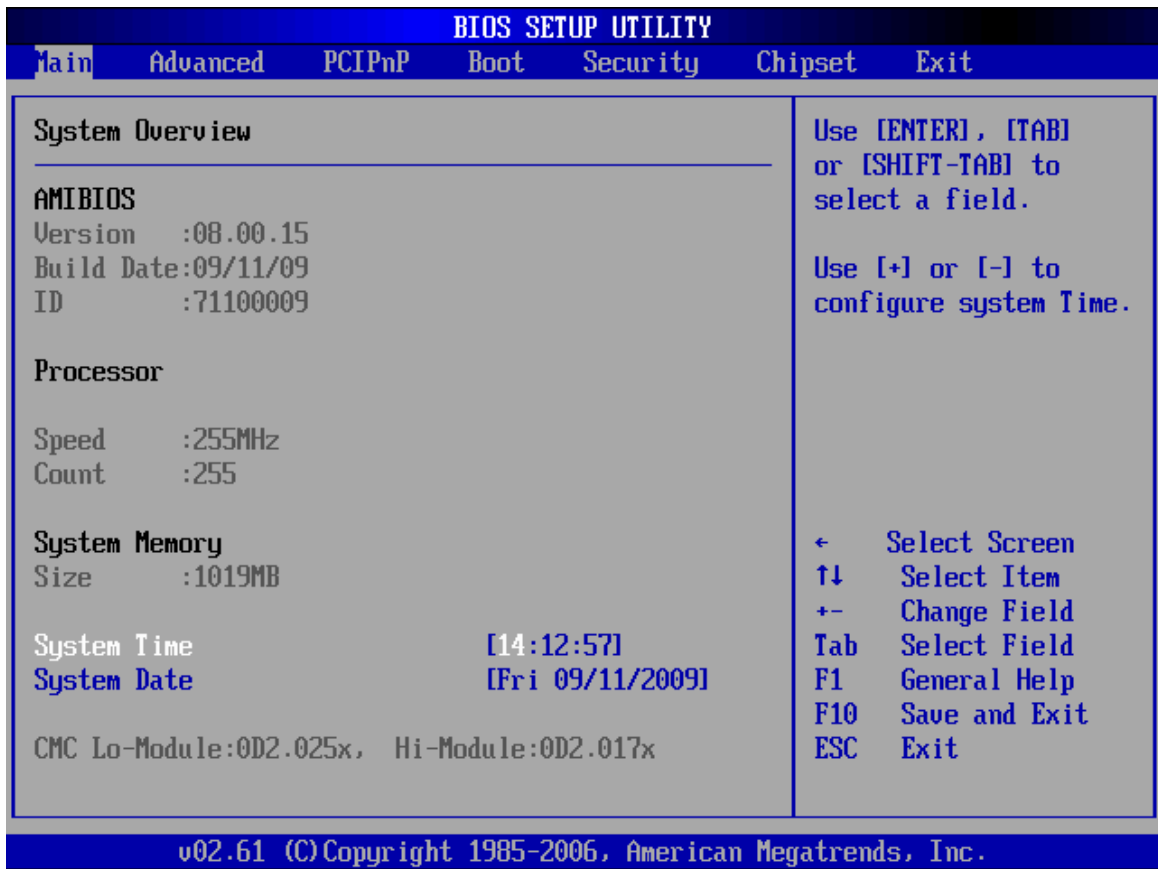 BIOS SETUP UTILITY
Main Advanced PCIPnP Boot Security Chipset Exit
System Overview
AMIBIOS
Version :08.00.15
Build Date:09/11/09
ID :71100009
Processor
Speed :255MHz
Count :255
System Memory
Size :1019MB
System Time [14:12:57]
System Date [Fri 09/11/2009]
CMC Lo-Module:0D2.025x, Hi-Module:0D2.017x
Use [ENTER], [TAB]
or [SHIFT-TAB] to
select a field.
Use [+] or [-] to
configure system Time.
← Select Screen
↑↓ Select Item
+- Change Field
Tab Select Field
F1 General Help
F10 Save and Exit
ESC Exit
v02.61 (C)Copyright 1985-2006, American Megatrends, Inc.